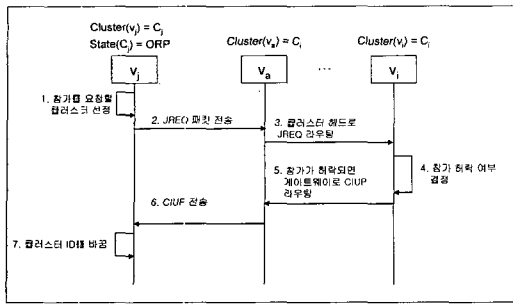 Cluster(vj) = Cj
State(Cj) = ORP
Cluster(va) = Ci
Cluster(vi) = Ci
vj
va
...
vi
1. 참가를 요청할
클러스터 선정
2. JREQ 패킷 전송
3. 클러스터 헤드로
JREQ 라우팅
4. 참가 허락 여부
결정
5. 참가가 허락되면
게이트웨이로 CIUP
라우팅
6. CIUP 전송
7. 클러스터 ID를 바꿈